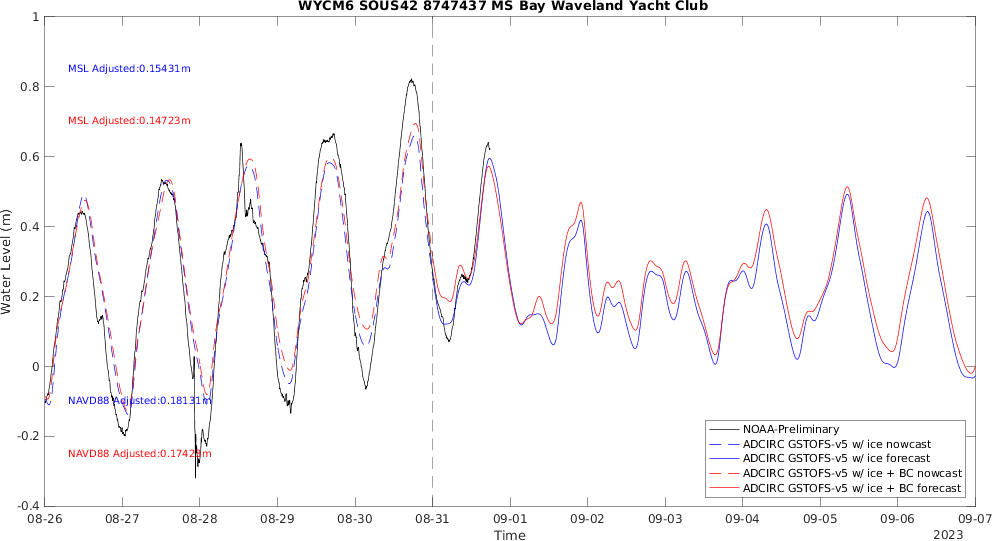 WYCM6 SOUS42 8747437 MS Bay Waveland Yacht Club
1
0.8
0.6
0.4
0.2
0
-0.2
-0.4
Water Level (m)
MSL Adjusted:0.15431m
MSL Adjusted:0.14723m
NAVD88 Adjusted:0.18131m
NAVD88 Adjusted:0.17423m
NOAA-Preliminary
ADCIRC GSTOFS-v5 w/ ice nowcast
ADCIRC GSTOFS-v5 w/ ice forecast
ADCIRC GSTOFS-v5 w/ ice + BC nowcast
ADCIRC GSTOFS-v5 w/ ice + BC forecast
08-26 08-27 08-28 08-29 08-30 08-31 09-01 09-02 09-03 09-04 09-05 09-06 09-07
Time
2023